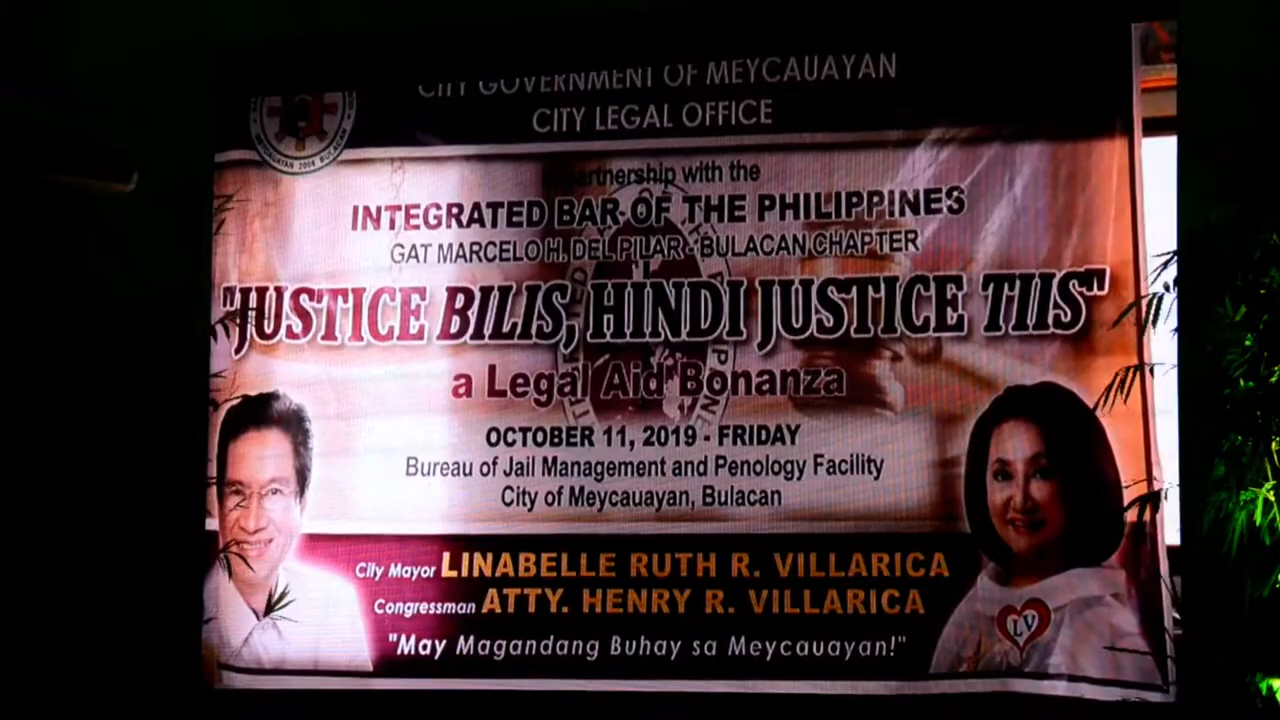 CITY GOVERNMENT OF MEYCAUAYAN
CITY LEGAL OFFICE
MEYCAUAYAN 2006 BULACAN
partnership with the
INTEGRATED BAR OF THE PHILIPPINES
GAT MARCELO H. DEL PILAR - BULACAN CHAPTER
"JUSTICE BILIS, HINDI JUSTICE TIIS"
a Legal Aid Bonanza
OCTOBER 11, 2019 - FRIDAY
Bureau of Jail Management and Penology Facility
City of Meycauayan, Bulacan
City Mayor LINABELLE RUTH R. VILLARICA
Congressman ATTY. HENRY R. VILLARICA
"May Magandang Buhay sa Meycauayan!"
LV